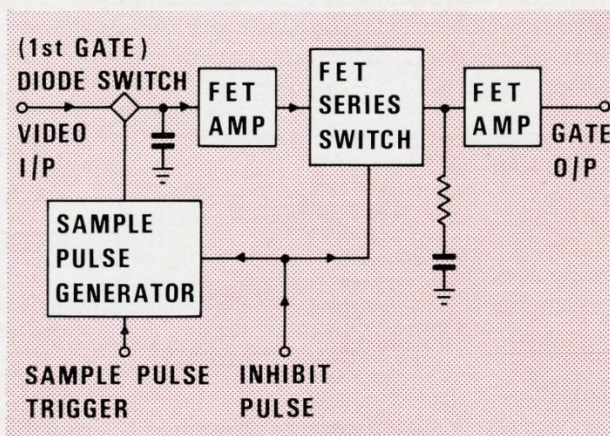 (1st GATE)
DIODE SWITCH
VIDEO
I/P
FET
AMP
FET
SERIES
SWITCH
FET
AMP
GATE
O/P
SAMPLE
PULSE
GENERATOR
SAMPLE PULSE
TRIGGER
INHIBIT
PULSE